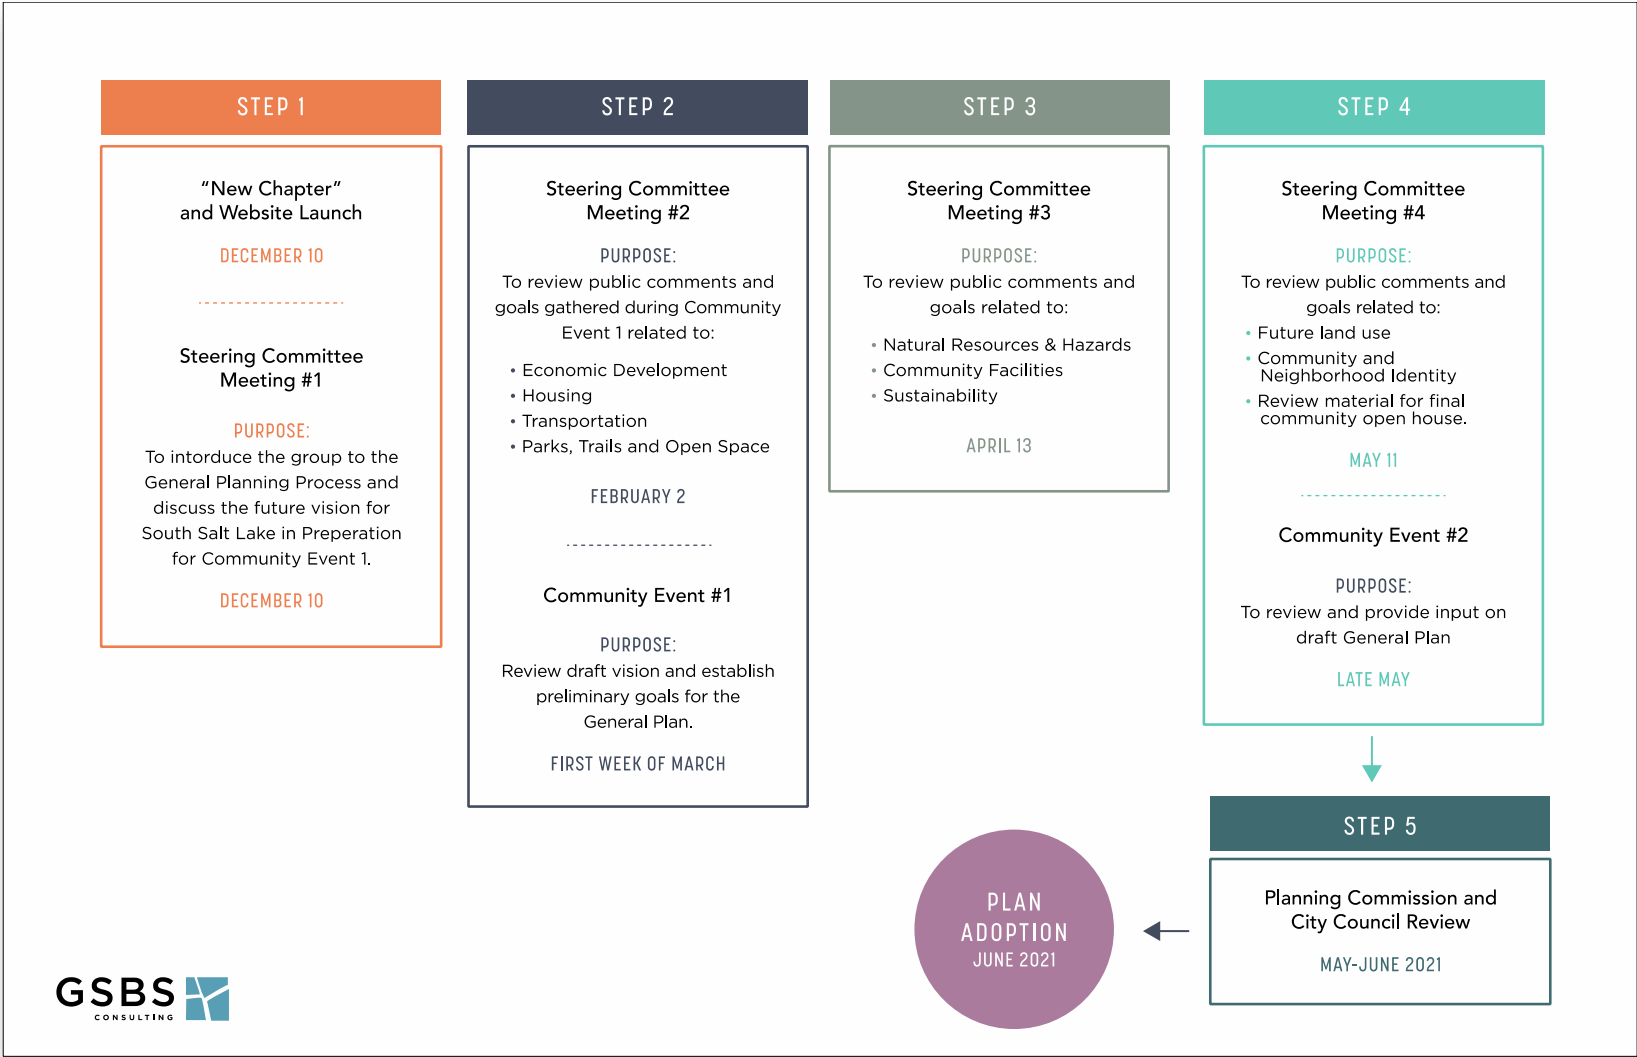 STEP 1
“New Chapter”
and Website Launch
DECEMBER 10
Steering Committee
Meeting #1
PURPOSE:
To intorduce the group to the
General Planning Process and
discuss the future vision for
South Salt Lake in Preperation
for Community Event 1.
DECEMBER 10
STEP 2
Steering Committee
Meeting #2
PURPOSE:
To review public comments and
goals gathered during Community
Event 1 related to:
• Economic Development
• Housing
• Transportation
• Parks, Trails and Open Space
FEBRUARY 2
Community Event #1
PURPOSE:
Review draft vision and establish
preliminary goals for the
General Plan.
FIRST WEEK OF MARCH
STEP 3
Steering Committee
Meeting #3
PURPOSE:
To review public comments and
goals related to:
• Natural Resources & Hazards
• Community Facilities
• Sustainability
APRIL 13
STEP 4
Steering Committee
Meeting #4
PURPOSE:
To review public comments and
goals related to:
• Future land use
• Community and
Neighborhood Identity
• Review material for final
community open house.
MAY 11
Community Event #2
PURPOSE:
To review and provide input on
draft General Plan
LATE MAY
STEP 5
Planning Commission and
City Council Review
MAY-JUNE 2021
PLAN
ADOPTION
JUNE 2021
GSBS
CONSULTING